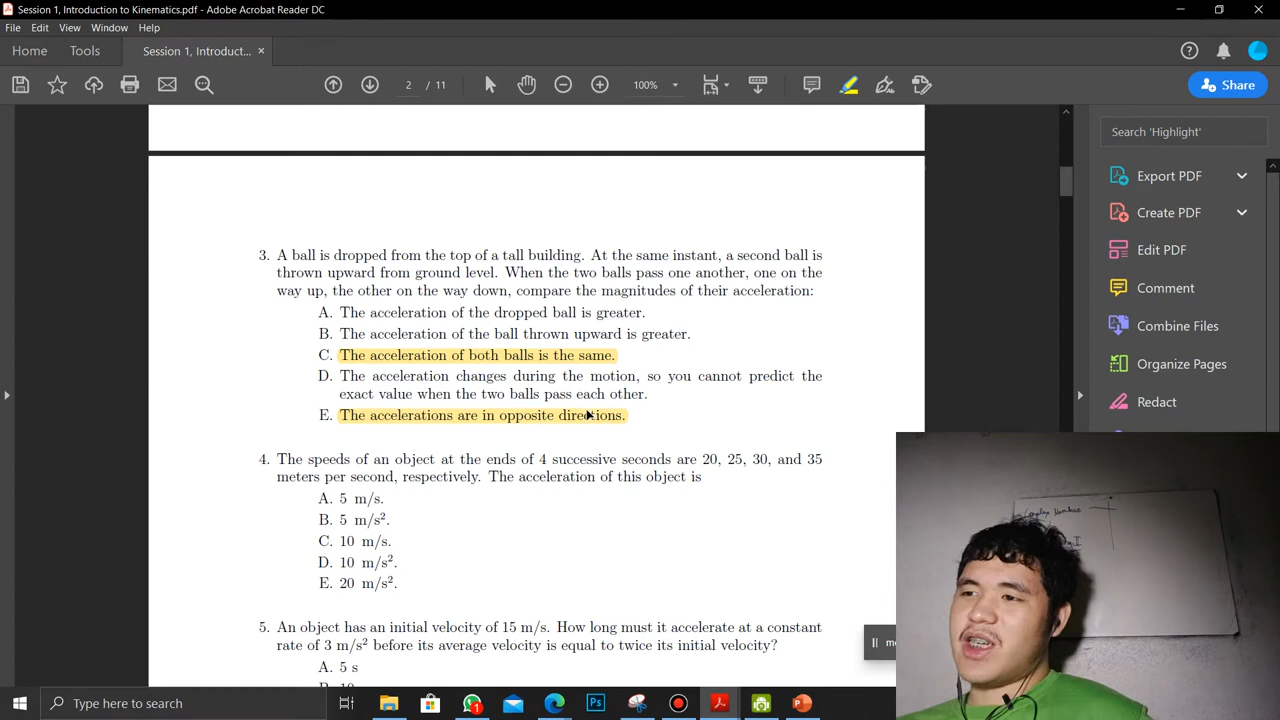 Session 1, Introduction to Kinematics.pdf - Adobe Acrobat Reader DC
File Edit View Window Help
Home Tools Session 1, Introduct... ×
2 / 11 100% Share
Search 'Highlight'
Export PDF
Create PDF
Edit PDF
Comment
Combine Files
Organize Pages
Redact
3. A ball is dropped from the top of a tall building. At the same instant, a second ball is
thrown upward from ground level. When the two balls pass one another, one on the
way up, the other on the way down, compare the magnitudes of their acceleration:
A. The acceleration of the dropped ball is greater.
B. The acceleration of the ball thrown upward is greater.
C. The acceleration of both balls is the same.
D. The acceleration changes during the motion, so you cannot predict the
exact value when the two balls pass each other.
E. The accelerations are in opposite directions.
4. The speeds of an object at the ends of 4 successive seconds are 20, 25, 30, and 35
meters per second, respectively. The acceleration of this object is
A. 5 m/s.
B. 5 m/s².
C. 10 m/s.
D. 10 m/s².
E. 20 m/s².
5. An object has an initial velocity of 15 m/s. How long must it accelerate at a constant
rate of 3 m/s² before its average velocity is equal to twice its initial velocity?
A. 5 s
Complex Number
Type here to search
1
Ps